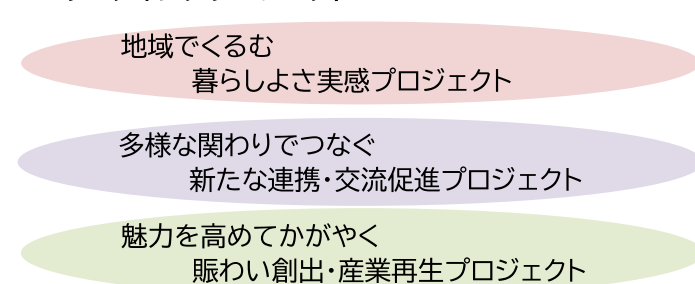 地域でくるむ
暮らしよさ実感プロジェクト
多様な関わりでつなぐ
新たな連携・交流促進プロジェクト
魅力を高めてかがやく
賑わい創出・産業再生プロジェクト